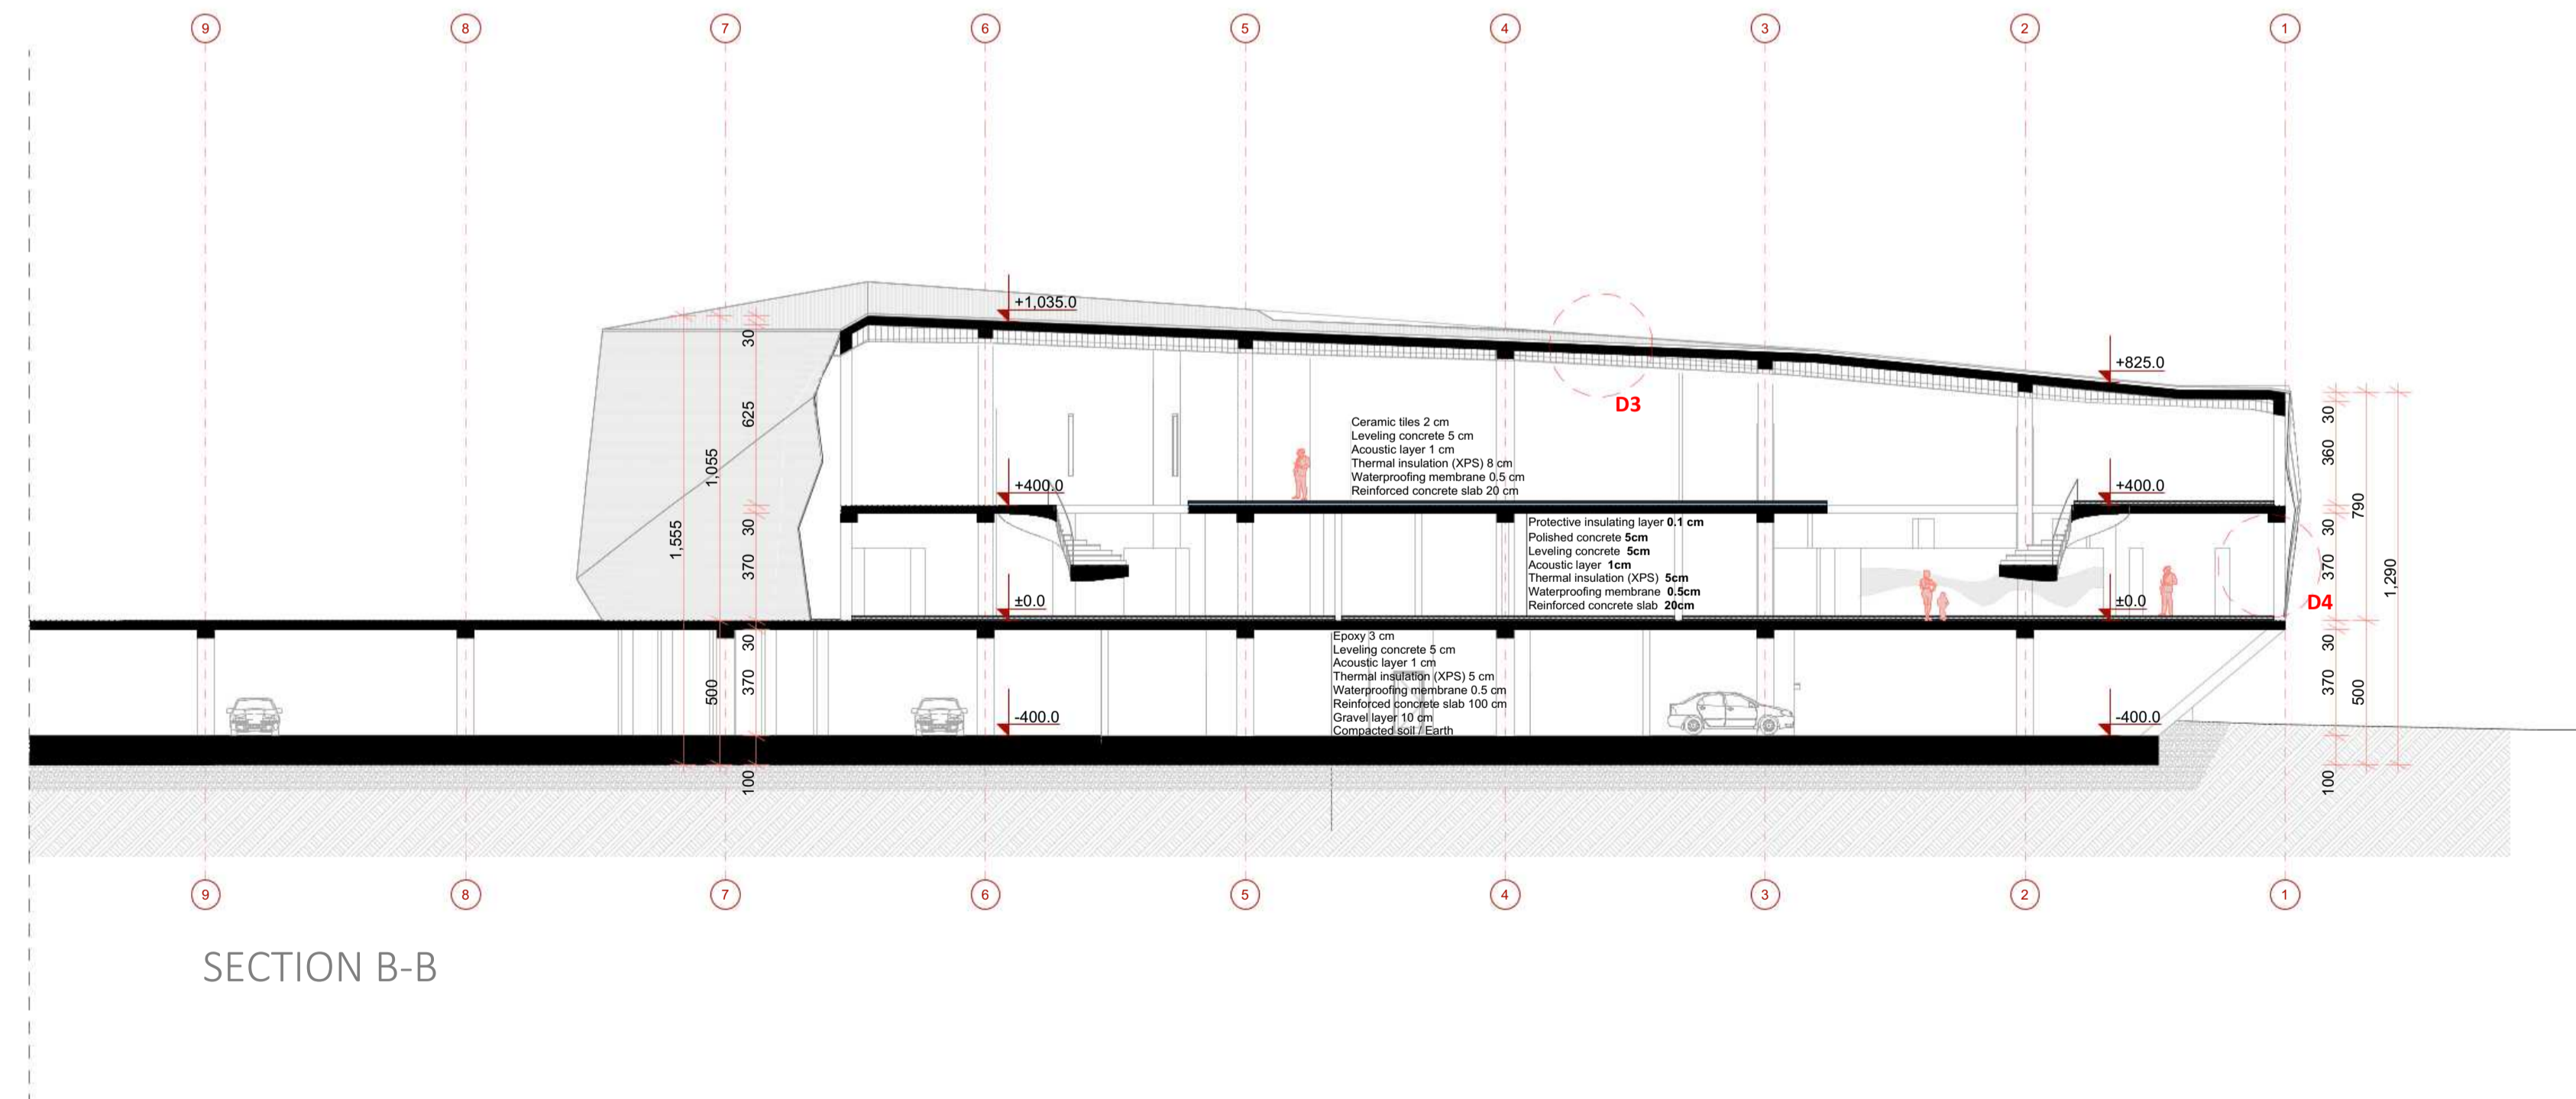 9 8 7 6 5 4 3 2 1
+1,035.0
30
+825.0
D3
30
625
Ceramic tiles 2 cm
Leveling concrete 5 cm
Acoustic layer 1 cm
Thermal insulation (XPS) 8 cm
Waterproofing membrane 0.5 cm
Reinforced concrete slab 20 cm
360
1,055
+400.0
+400.0
790
1,555
30
30
Protective insulating layer 0.1 cm
Polished concrete 5cm
Leveling concrete 5cm
Acoustic layer 1cm
Thermal insulation (XPS) 5cm
Waterproofing membrane 0.5cm
Reinforced concrete slab 20cm
370
370
1,290
±0.0
±0.0
D4
30
30
Epoxy 3 cm
Leveling concrete 5 cm
Acoustic layer 1 cm
Thermal insulation (XPS) 5 cm
Waterproofing membrane 0.5 cm
Reinforced concrete slab 100 cm
Gravel layer 10 cm
Compacted soil / Earth
370
500
370
500
-400.0
-400.0
100
100
9 8 7 6 5 4 3 2 1
SECTION B-B